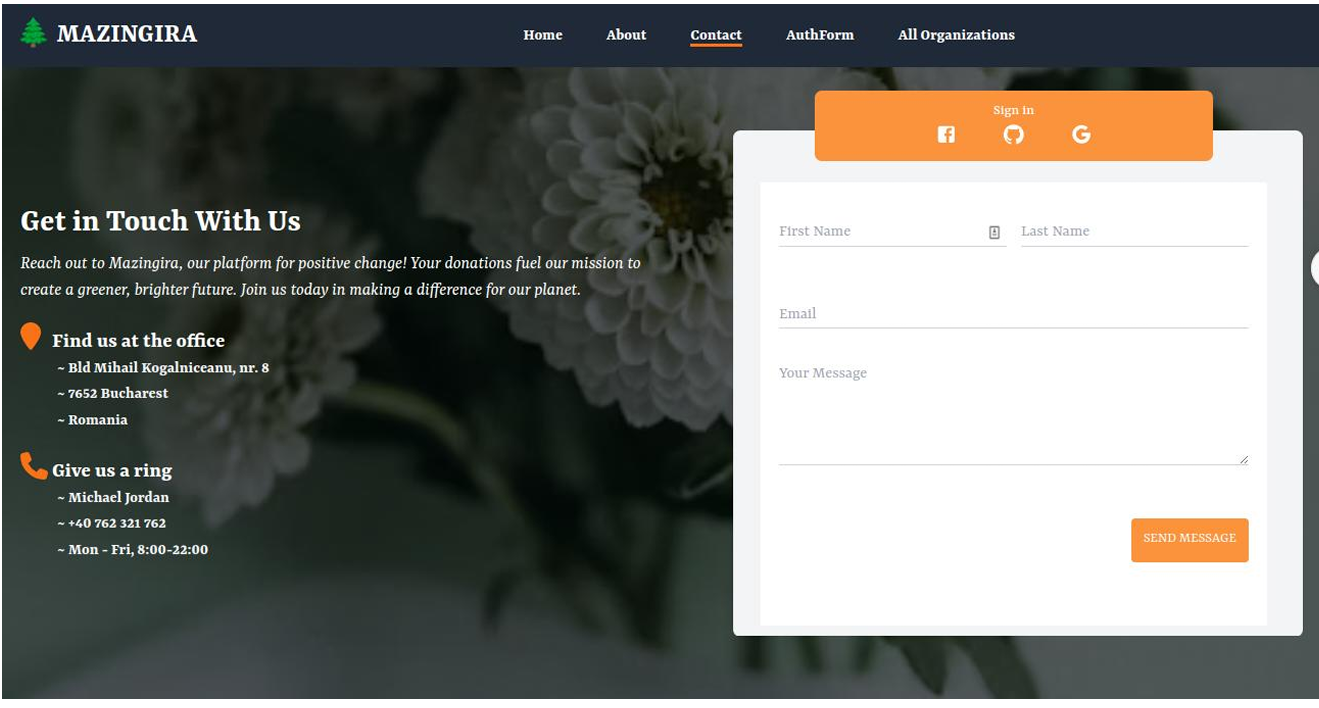 MAZINGIRA
Home About Contact AuthForm All Organizations
Sign in
Get in Touch With Us
Reach out to Mazingira, our platform for positive change! Your donations fuel our mission to
create a greener, brighter future. Join us today in making a difference for our planet.
Find us at the office
~ Bld Mihail Kogalniceanu, nr. 8
~ 7652 Bucharest
~ Romania
Give us a ring
~ Michael Jordan
~ +40 762 321 762
~ Mon - Fri, 8:00-22:00
First Name Last Name
Email
Your Message
SEND MESSAGE